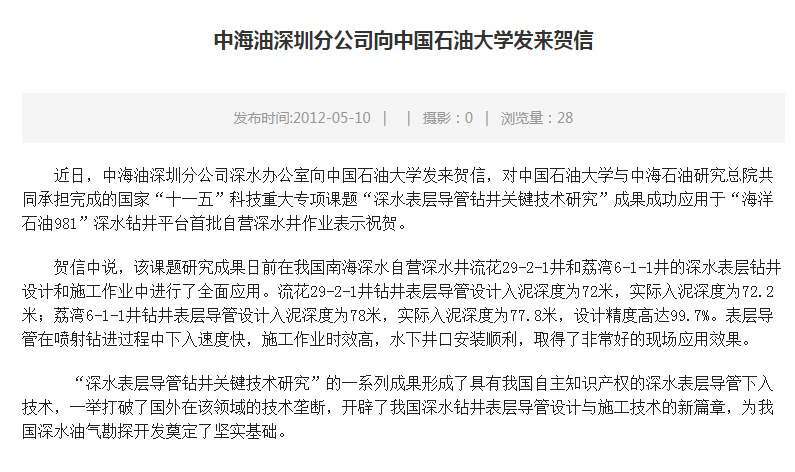 中海油深圳分公司向中国石油大学发来贺信
发布时间:2012-05-10 | | 摄影：0 | 浏览量：28
近日，中海油深圳分公司深水办公室向中国石油大学发来贺信，对中国石油大学与中海石油研究总院共
同承担完成的国家“十一五”科技重大专项课题“深水表层导管钻井关键技术研究”成果成功应用于“海洋
石油981”深水钻井平台首批自营深水井作业表示祝贺。
贺信中说，该课题研究成果日前在我国南海深水自营深水井流花29-2-1井和荔湾6-1-1井的深水表层钻井
设计和施工作业中进行了全面应用。流花29-2-1井钻井表层导管设计入泥深度为72米，实际入泥深度为72.2
米；荔湾6-1-1井钻井表层导管设计入泥深度为78米，实际入泥深度为77.8米，设计精度高达99.7%。表层导
管在喷射钻进过程中下入速度快，施工作业时效高，水下井口安装顺利，取得了非常好的现场应用效果。
“深水表层导管钻井关键技术研究”的一系列成果形成了具有我国自主知识产权的深水表层导管下入
技术，一举打破了国外在该领域的技术垄断，开辟了我国深水钻井表层导管设计与施工技术的新篇章，为我
国深水油气勘探开发奠定了坚实基础。